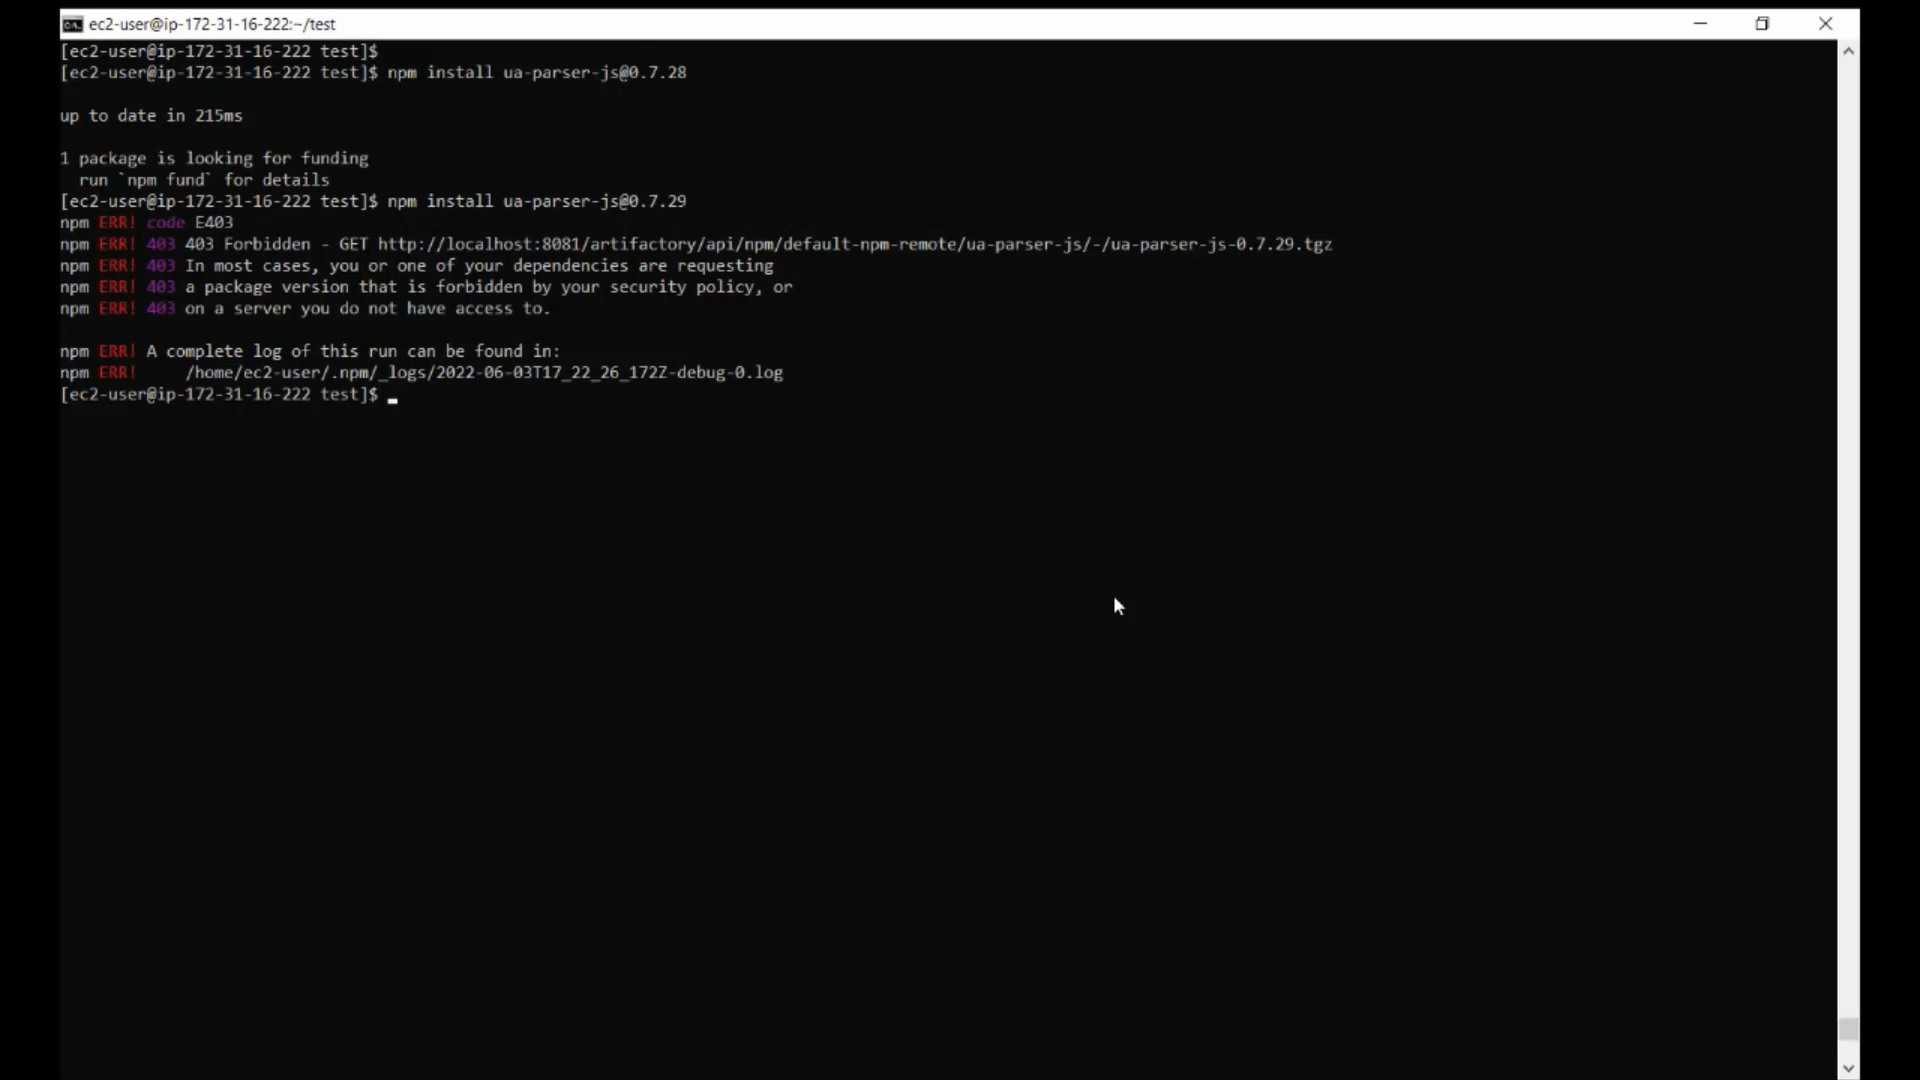 ec2-user@ip-172-31-16-222:~/test
[ec2-user@ip-172-31-16-222 test]$
[ec2-user@ip-172-31-16-222 test]$ npm install ua-parser-js@0.7.28
up to date in 215ms
1 package is looking for funding
run `npm fund` for details
[ec2-user@ip-172-31-16-222 test]$ npm install ua-parser-js@0.7.29
npm ERR! code E403
npm ERR! 403 403 Forbidden - GET http://localhost:8081/artifactory/api/npm/default-npm-remote/ua-parser-js/-/ua-parser-js-0.7.29.tgz
npm ERR! 403 In most cases, you or one of your dependencies are requesting
npm ERR! 403 a package version that is forbidden by your security policy, or
npm ERR! 403 on a server you do not have access to.
npm ERR! A complete log of this run can be found in:
npm ERR!     /home/ec2-user/.npm/_logs/2022-06-03T17_22_26_172Z-debug-0.log
[ec2-user@ip-172-31-16-222 test]$